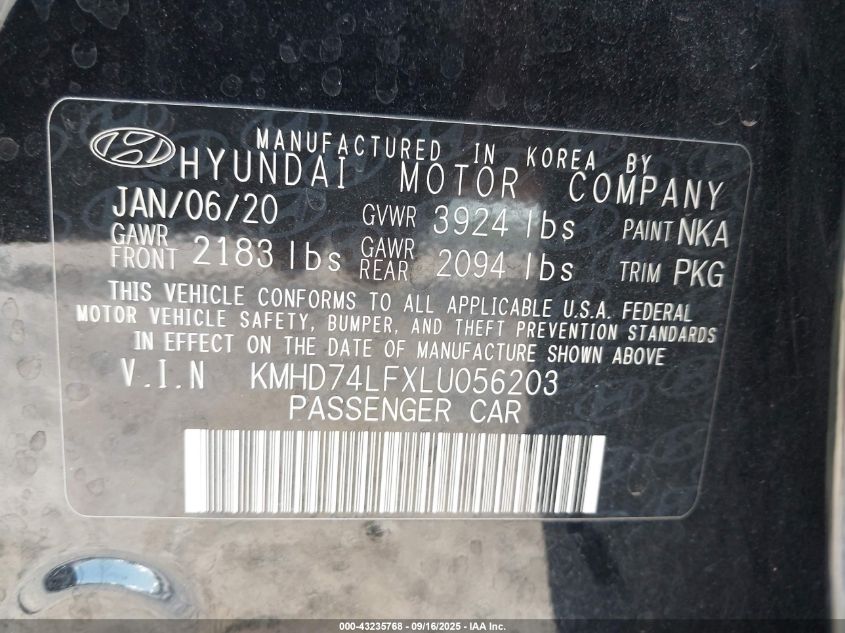 MANUFACTURED IN KOREA BY
HYUNDAI MOTOR COMPANY
JAN/06/20 GVWR 3924 lbs PAINT NKA
GAWR FRONT 2183 lbs GAWR REAR 2094 lbs TRIM PKG
THIS VEHICLE CONFORMS TO ALL APPLICABLE U.S.A. FEDERAL
MOTOR VEHICLE SAFETY, BUMPER, AND THEFT PREVENTION STANDARDS
IN EFFECT ON THE DATE OF MANUFACTURE SHOWN ABOVE
V.I.N KMHD74LFXLU056203
PASSENGER CAR
000-43235768 - 09/16/2025 - IAA Inc.